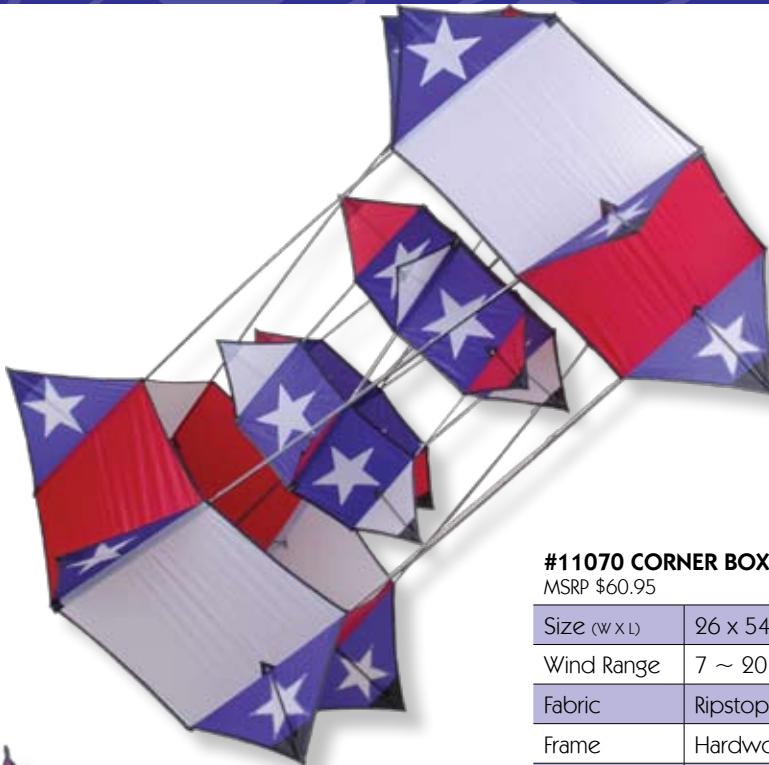 #11070 CORNER BOX
MSRP $60.95
Size (W X L) 26 x 54
Wind Range 7 ~ 20
Fabric Ripstop
Frame Hardwo